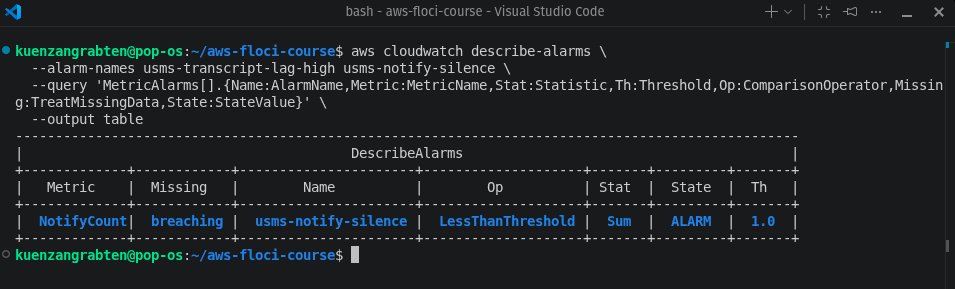 bash - aws-floci-course - Visual Studio Code
kuenzangrabten@pop-os:~/aws-floci-course$ aws cloudwatch describe-alarms \
  --alarm-names usms-transcript-lag-high usms-notify-silence \
  --query 'MetricAlarms[].{Name:AlarmName,Metric:MetricName,Stat:Statistic,Th:Threshold,Op:ComparisonOperator,Missin
g:TreatMissingData,State:StateValue}' \
  --output table
---------------------------------------------------------------------------------------------
|                                       DescribeAlarms                                       |
+-------------+------------+----------------------+--------------------+-------+--------+------+
|   Metric    |  Missing   |        Name          |        Op          | Stat  |  State |  Th  |
+-------------+------------+----------------------+--------------------+-------+--------+------+
|  NotifyCount|  breaching |  usms-notify-silence |  LessThanThreshold |  Sum  |  ALARM |  1.0 |
+-------------+------------+----------------------+--------------------+-------+--------+------+
kuenzangrabten@pop-os:~/aws-floci-course$